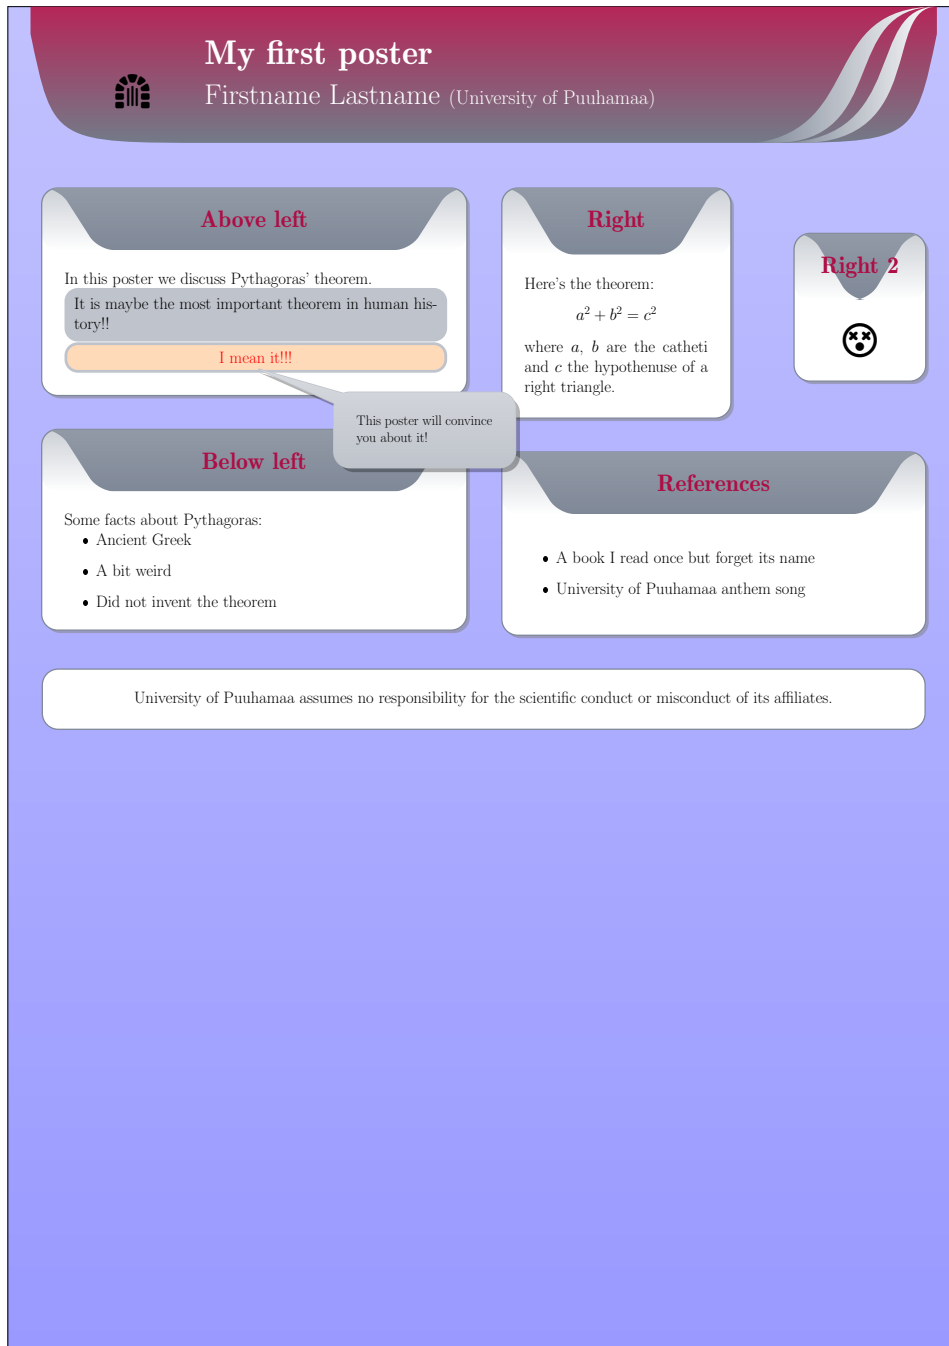 My first poster
Firstname Lastname (University of Puuhamaa)
Above left
In this poster we discuss Pythagoras' theorem.
It is maybe the most important theorem in human his-
tory!!
I mean it!!!
This poster will convince
you about it!
Right
Here's the theorem:
a² + b² = c²
where a, b are the catheti
and c the hypothenuse of a
right triangle.
Right 2
Below left
Some facts about Pythagoras:
• Ancient Greek
• A bit weird
• Did not invent the theorem
References
• A book I read once but forget its name
• University of Puuhamaa anthem song
University of Puuhamaa assumes no responsibility for the scientific conduct or misconduct of its affiliates.